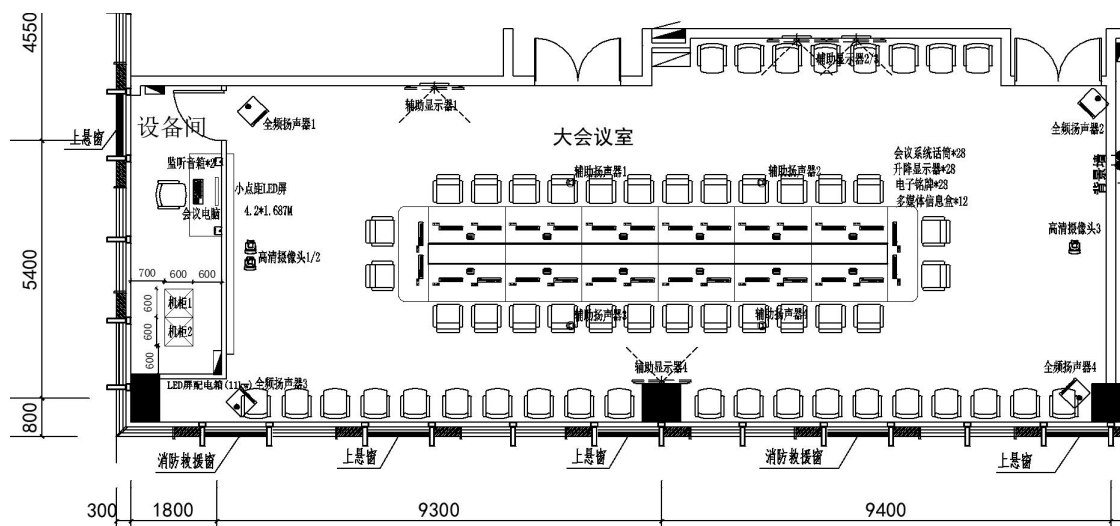 4550
辅助显示器2/3
辅助显示器1
上悬窗
设备间
全频扬声器1
大会议室
全频扬声器2
会议系统话筒*28
升降显示器*28
电子铭牌*28
多媒体信息盒*12
背景墙
监听音箱*2
辅助扬声器1
辅助扬声器2
小点距LED屏
4.2*1.687M
会议电脑
高清摄像头1/2
高清摄像头3
5400
700
600
600
600
机柜1
600
机柜2
600
辅助扬声器3
辅助扬声器4
辅助显示器4
全频扬声器4
LED屏配电箱(11kw)
全频扬声器3
800
消防救援窗
上悬窗
上悬窗
消防救援窗
上悬窗
300
1800
9300
9400